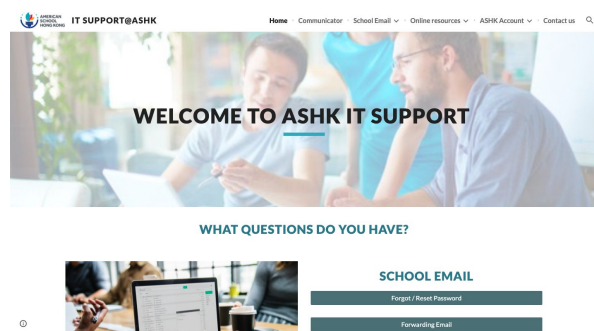 AMERICAN
SCHOOL
HONG KONG
IT SUPPORT@ASHK
Home
Communicator
School Email
Online resources
ASHK Account
Contact us
WELCOME TO ASHK IT SUPPORT
WHAT QUESTIONS DO YOU HAVE?
SCHOOL EMAIL
Forgot / Reset Password
Forwarding Email